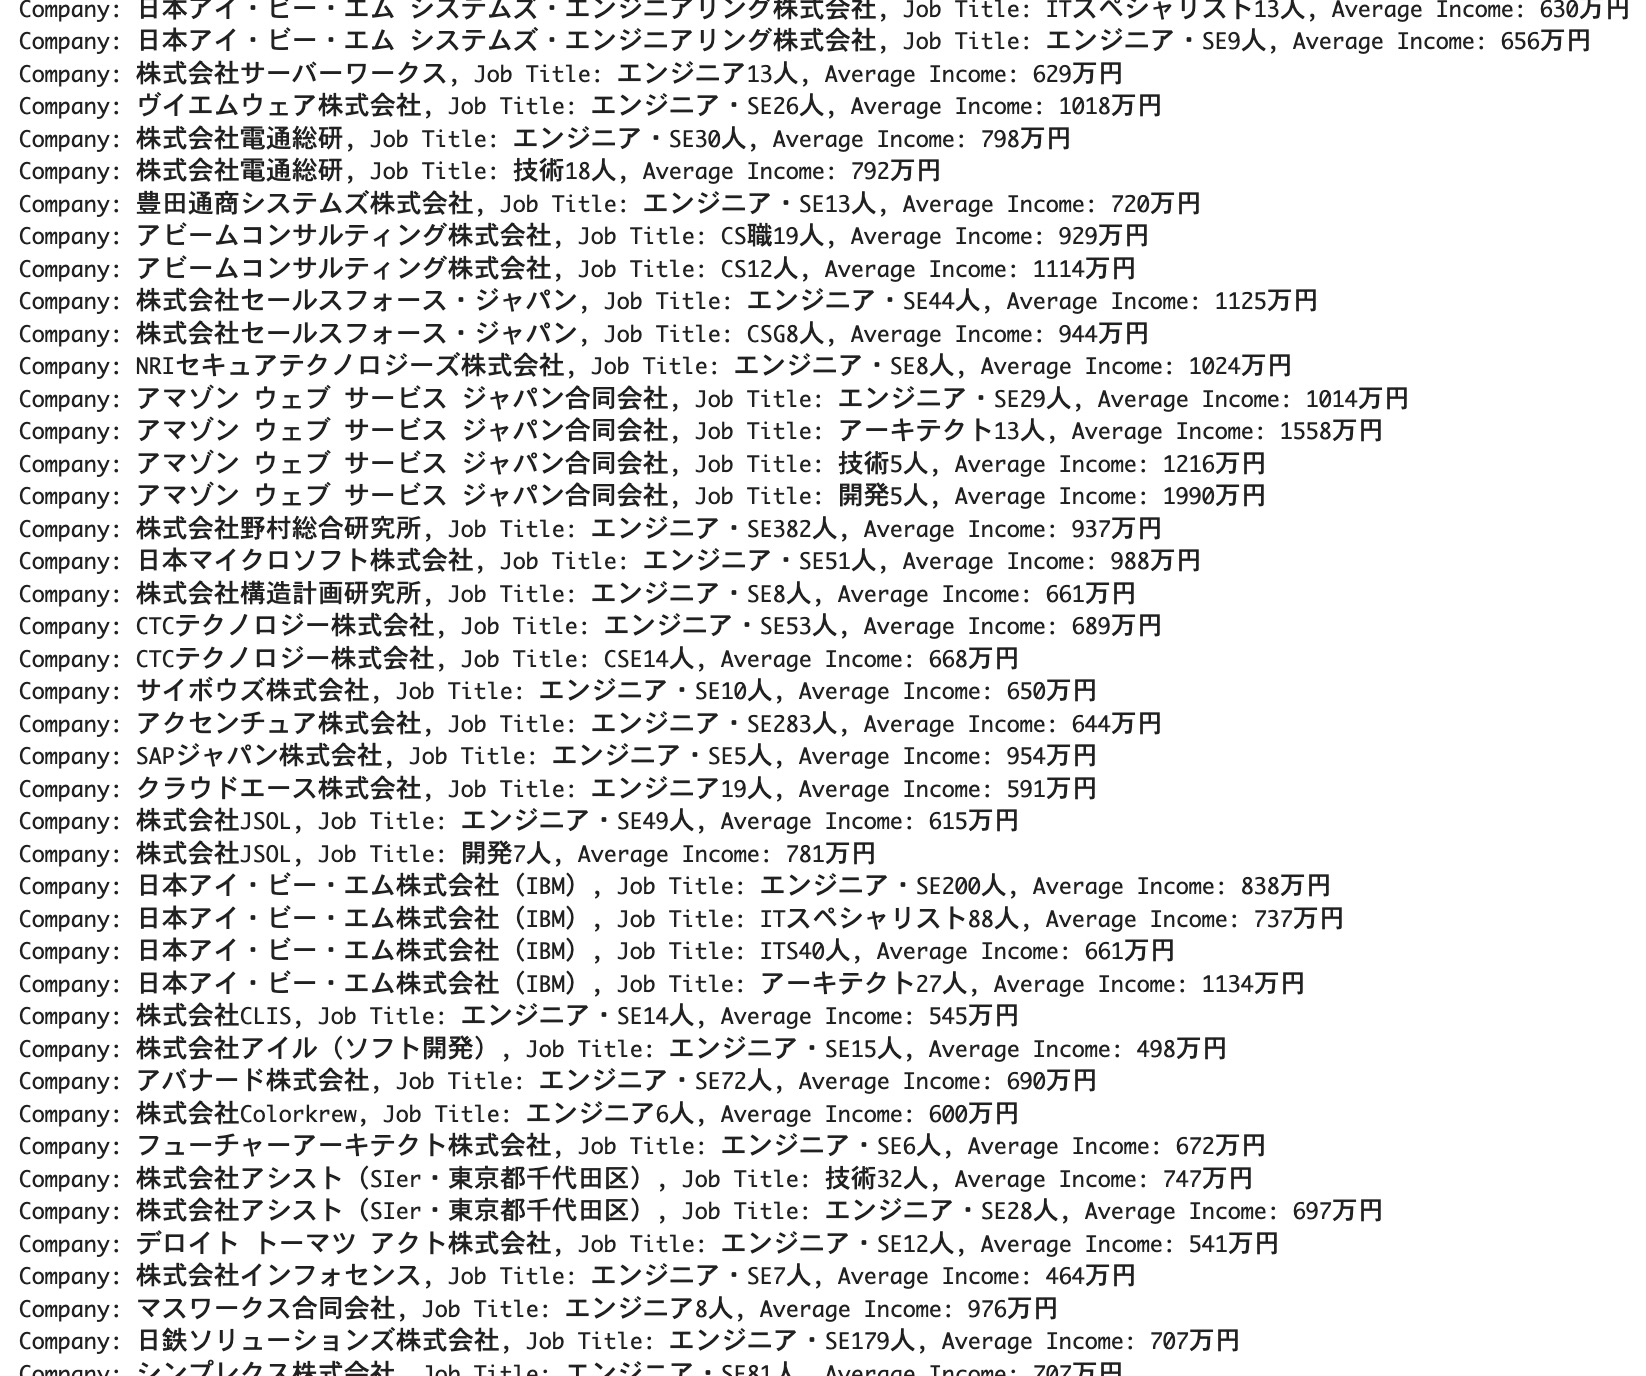 Company: 日本アイ・ビー・エム システムズ・エンジニアリング株式会社, Job Title: ITスペシャリスト13人, Average Income: 630万円
Company: 日本アイ・ビー・エム システムズ・エンジニアリング株式会社, Job Title: エンジニア・SE9人, Average Income: 656万円
Company: 株式会社サーバーワークス, Job Title: エンジニア13人, Average Income: 629万円
Company: ヴイエムウェア株式会社, Job Title: エンジニア・SE26人, Average Income: 1018万円
Company: 株式会社電通総研, Job Title: エンジニア・SE30人, Average Income: 798万円
Company: 株式会社電通総研, Job Title: 技術18人, Average Income: 792万円
Company: 豊田通商システムズ株式会社, Job Title: エンジニア・SE13人, Average Income: 720万円
Company: アビームコンサルティング株式会社, Job Title: CS職19人, Average Income: 929万円
Company: アビームコンサルティング株式会社, Job Title: CS12人, Average Income: 1114万円
Company: 株式会社セールスフォース・ジャパン, Job Title: エンジニア・SE44人, Average Income: 1125万円
Company: 株式会社セールスフォース・ジャパン, Job Title: CSG8人, Average Income: 944万円
Company: NRIセキュアテクノロジーズ株式会社, Job Title: エンジニア・SE8人, Average Income: 1024万円
Company: アマゾン ウェブ サービス ジャパン合同会社, Job Title: エンジニア・SE29人, Average Income: 1014万円
Company: アマゾン ウェブ サービス ジャパン合同会社, Job Title: アーキテクト13人, Average Income: 1558万円
Company: アマゾン ウェブ サービス ジャパン合同会社, Job Title: 技術5人, Average Income: 1216万円
Company: アマゾン ウェブ サービス ジャパン合同会社, Job Title: 開発5人, Average Income: 1990万円
Company: 株式会社野村総合研究所, Job Title: エンジニア・SE382人, Average Income: 937万円
Company: 日本マイクロソフト株式会社, Job Title: エンジニア・SE51人, Average Income: 988万円
Company: 株式会社構造計画研究所, Job Title: エンジニア・SE8人, Average Income: 661万円
Company: CTCテクノロジー株式会社, Job Title: エンジニア・SE53人, Average Income: 689万円
Company: CTCテクノロジー株式会社, Job Title: CSE14人, Average Income: 668万円
Company: サイボウズ株式会社, Job Title: エンジニア・SE10人, Average Income: 650万円
Company: アクセンチュア株式会社, Job Title: エンジニア・SE283人, Average Income: 644万円
Company: SAPジャパン株式会社, Job Title: エンジニア・SE5人, Average Income: 954万円
Company: クラウドエース株式会社, Job Title: エンジニア19人, Average Income: 591万円
Company: 株式会社JSOL, Job Title: エンジニア・SE49人, Average Income: 615万円
Company: 株式会社JSOL, Job Title: 開発7人, Average Income: 781万円
Company: 日本アイ・ビー・エム株式会社（IBM）, Job Title: エンジニア・SE200人, Average Income: 838万円
Company: 日本アイ・ビー・エム株式会社（IBM）, Job Title: ITスペシャリスト88人, Average Income: 737万円
Company: 日本アイ・ビー・エム株式会社（IBM）, Job Title: ITS40人, Average Income: 661万円
Company: 日本アイ・ビー・エム株式会社（IBM）, Job Title: アーキテクト27人, Average Income: 1134万円
Company: 株式会社CLIS, Job Title: エンジニア・SE14人, Average Income: 545万円
Company: 株式会社アイル（ソフト開発）, Job Title: エンジニア・SE15人, Average Income: 498万円
Company: アバナード株式会社, Job Title: エンジニア・SE72人, Average Income: 690万円
Company: 株式会社Colorkrew, Job Title: エンジニア6人, Average Income: 600万円
Company: フューチャーアーキテクト株式会社, Job Title: エンジニア・SE6人, Average Income: 672万円
Company: 株式会社アシスト（SIer・東京都千代田区）, Job Title: 技術32人, Average Income: 747万円
Company: 株式会社アシスト（SIer・東京都千代田区）, Job Title: エンジニア・SE28人, Average Income: 697万円
Company: デロイト トーマツ アクト株式会社, Job Title: エンジニア・SE12人, Average Income: 541万円
Company: 株式会社インフォセンス, Job Title: エンジニア・SE7人, Average Income: 464万円
Company: マスワークス合同会社, Job Title: エンジニア8人, Average Income: 976万円
Company: 日鉄ソリューションズ株式会社, Job Title: エンジニア・SE179人, Average Income: 707万円
Company: シンプレクス株式会社, Job Title: エンジニア・SE81人, Average Income: 707万円